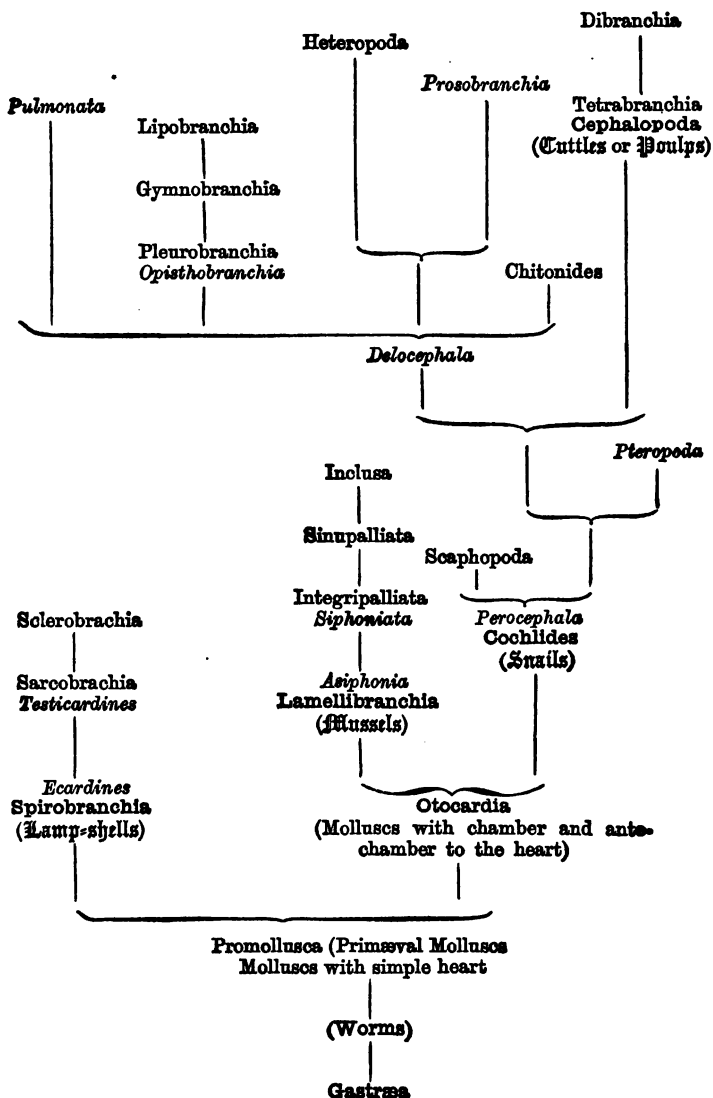 Dibranchia
Heteropoda
Prosobranchia
Pulmonata
Tetrabranchia
Cephalopoda
(Cuttles or Poulps)
Lipobranchia
Gymnobranchia
Pleurobranchia
Opisthobranchia
Chitonides
Delocephala
Pteropoda
Inclusa
Sinupalliata
Scaphopoda
Integripalliata
Siphoniata
Perocephala
Cochlides
(Snails)
Sclerobrachia
Sarcobrachia
Testicardines
Asiphonia
Lamellibranchia
(Mussels)
Ecardines
Spirobranchia
(Lamp-shells)
Otocardia
(Molluscs with chamber and ante-
chamber to the heart)
Promollusca (Primæval Molluscs
Molluscs with simple heart
(Worms)
Gastræa